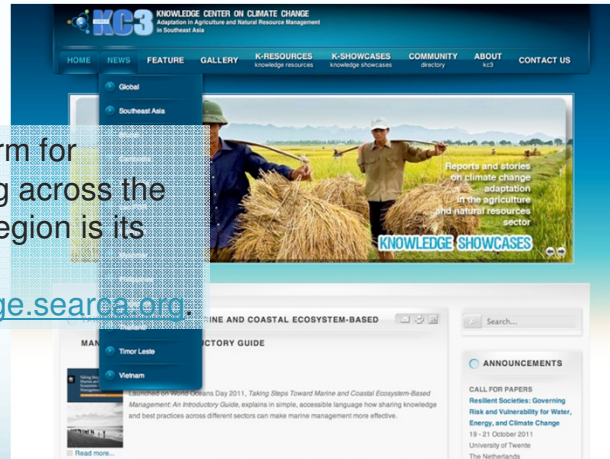 KC3
KNOWLEDGE CENTER ON CLIMATE CHANGE
Adaptation in Agriculture and Natural Resource Management
in Southeast Asia
HOME NEWS FEATURE GALLERY K-RESOURCES K-SHOWCASES COMMUNITY ABOUT CONTACT US
knowledge resources knowledge showcases directory kc3
Global
Southeast Asia
rm for
g across the
egion is its
ge.searca.org.
Reports and stories
on climate change
adaptation
in the agriculture
and natural resources
sector
KNOWLEDGE SHOWCASES
INE AND COASTAL ECOSYSTEM-BASED
MAN UCTORY GUIDE
Timor Leste
Vietnam
Launched on World Oceans Day 2011, Taking Steps Toward Marine and Coastal Ecosystem-Based
Management: An Introductory Guide, explains in simple, accessible language how sharing knowledge
and best practices across different sectors can make marine management more effective.
Read more...
Search...
ANNOUNCEMENTS
CALL FOR PAPERS
Resilient Societies: Governing
Risk and Vulnerability for Water,
Energy, and Climate Change
19 - 21 October 2011
University of Twente
The Netherlands